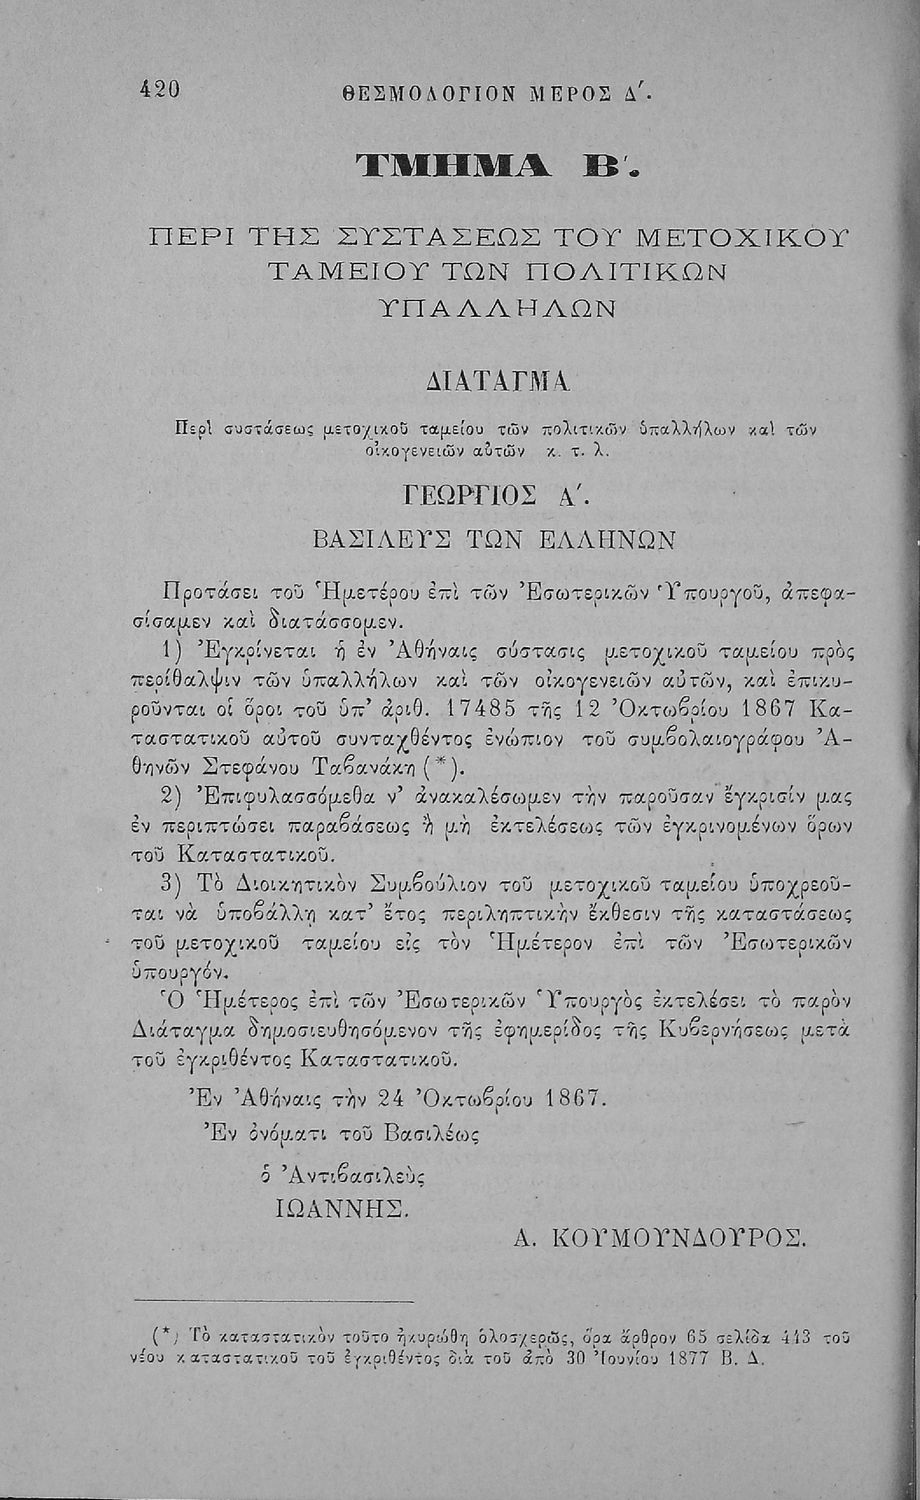 420 ΘΕΣΜΟΛΟΓΙΟΝ ΜΕΡΟΣ Δ΄.
ΤΜΗΜΑ Β΄.
ΠΕΡΙ ΤΗΣ ΣΥΣΤΑΣΕΩΣ ΤΟΥ ΜΕΤΟΧΙΚΟΥ
ΤΑΜΕΙΟΥ ΤΩΝ ΠΟΛΙΤΙΚΩΝ
ΥΠΑΛΛΗΛΩΝ
ΔΙΑΤΑΓΜΑ
Περὶ συστάσεως μετοχικοῦ ταμείου τῶν πολιτικῶν ὑπαλλήλων καὶ τῶν
οἰκογενειῶν αὐτῶν κ. τ. λ.
ΓΕΩΡΓΙΟΣ Α΄.
ΒΑΣΙΛΕΥΣ ΤΩΝ ΕΛΛΗΝΩΝ
Προτάσει τοῦ Ἡμετέρου ἐπὶ τῶν Ἐσωτερικῶν Ὑπουργοῦ, ἀπεφα-
σίσαμεν καὶ διατάσσομεν.
1) Ἐγκρίνεται ἡ ἐν Ἀθήναις σύστασις μετοχικοῦ ταμείου πρὸς
περίθαλψιν τῶν ὑπαλλήλων καὶ τῶν οἰκογενειῶν αὐτῶν, καὶ ἐπικυ-
ροῦνται οἱ ὅροι τοῦ ὑπ' ἀριθ. 17485 τῆς 12 Ὀκτωβρίου 1867 Κα-
ταστατικοῦ αὐτοῦ συνταχθέντος ἐνώπιον τοῦ συμβολαιογράφου Ἀ-
θηνῶν Στεφάνου Ταβανάκη (*).
2) Ἐπιφυλασσόμεθα ν' ἀνακαλέσωμεν τὴν παροῦσαν ἔγκρισίν μας
ἐν περιπτώσει παραβάσεως ἢ μὴ ἐκτελέσεως τῶν ἐγκρινομένων ὅρων
τοῦ Καταστατικοῦ.
3) Τὸ Διοικητικὸν Συμβούλιον τοῦ μετοχικοῦ ταμείου ὑποχρεοῦ-
ται νὰ ὑποβάλλῃ κατ' ἔτος περιληπτικὴν ἔκθεσιν τῆς καταστάσεως
τοῦ μετοχικοῦ ταμείου εἰς τὸν Ἡμέτερον ἐπὶ τῶν Ἐσωτερικῶν
ὑπουργόν.
Ὁ Ἡμέτερος ἐπὶ τῶν Ἐσωτερικῶν Ὑπουργὸς ἐκτελέσει τὸ παρὸν
Διάταγμα δημοσιευθησόμενον τῆς ἐφημερίδος τῆς Κυβερνήσεως μετὰ
τοῦ ἐγκριθέντος Καταστατικοῦ.
Ἐν Ἀθήναις τὴν 24 Ὀκτωβρίου 1867.
Ἐν ὀνόματι τοῦ Βασιλέως
ὁ Ἀντιβασιλεὺς
ΙΩΑΝΝΗΣ.
Α. ΚΟΥΜΟΥΝΔΟΥΡΟΣ.
(*) Τὸ καταστατικὸν τοῦτο ἠκυρώθη ὁλοσχερῶς, ὅρα ἄρθρον 65 σελίδα 413 τοῦ
νέου καταστατικοῦ τοῦ ἐγκριθέντος διὰ τοῦ ἀπὸ 30 Ἰουνίου 1877 Β. Δ.